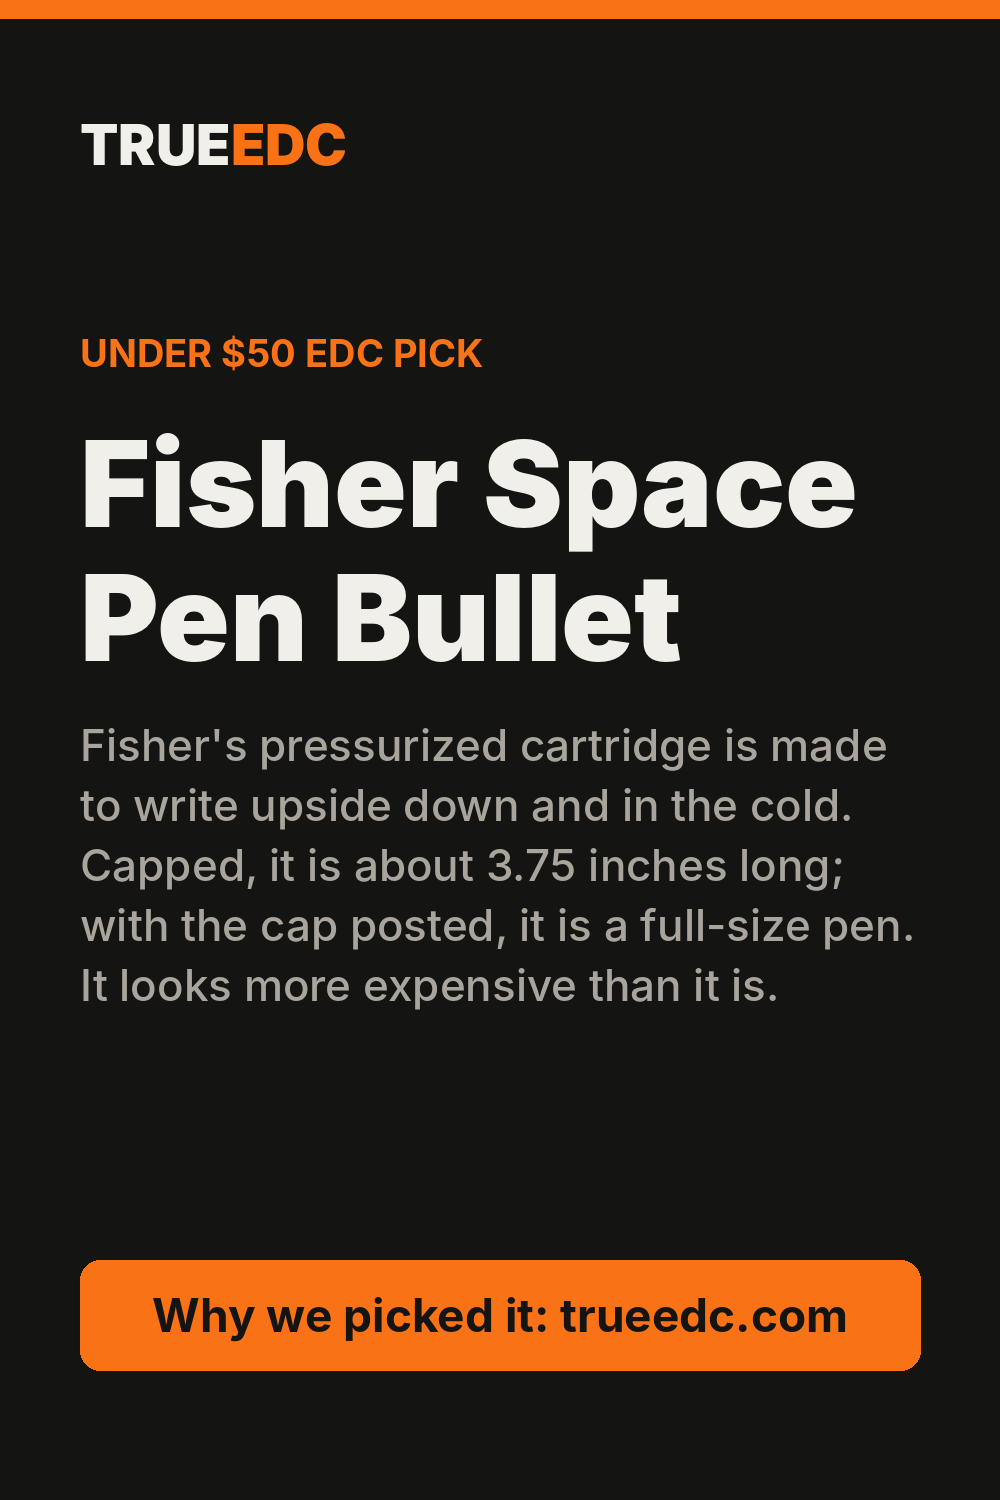 TRUEEDC
UNDER $50 EDC PICK
Fisher Space
Pen Bullet
Fisher's pressurized cartridge is made
to write upside down and in the cold.
Capped, it is about 3.75 inches long;
with the cap posted, it is a full-size pen.
It looks more expensive than it is.
Why we picked it: trueedc.com